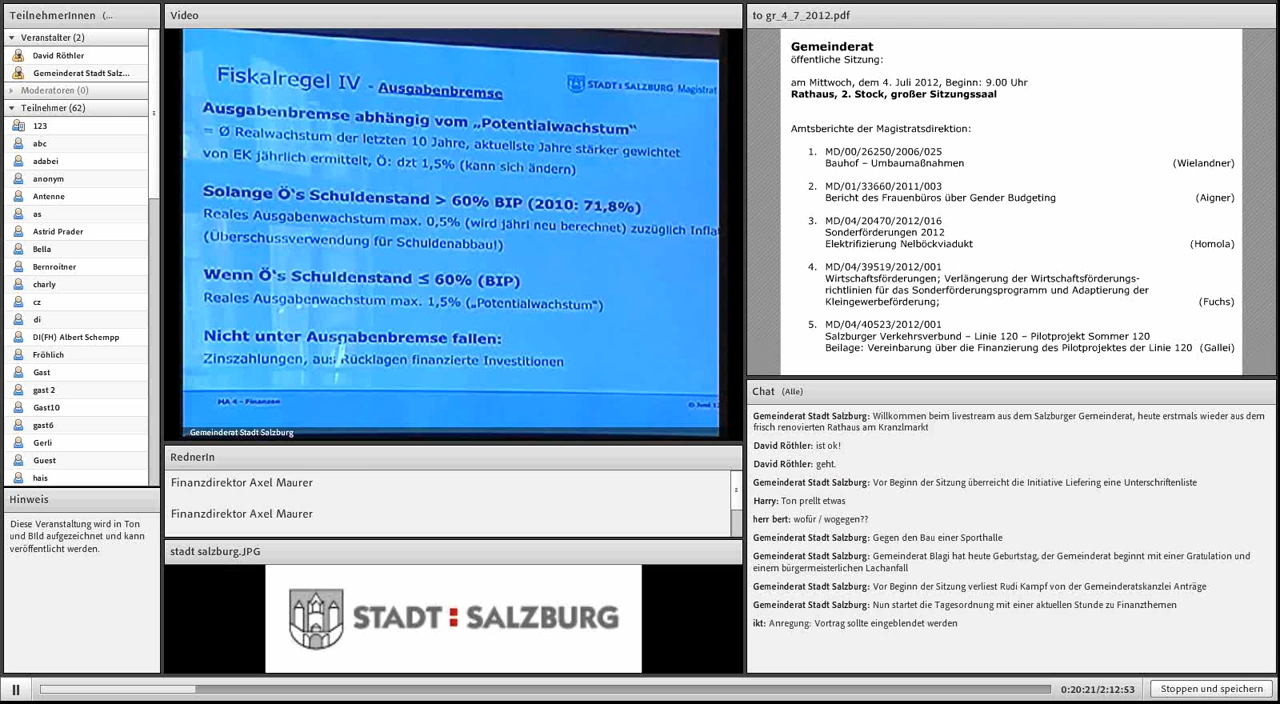 TeilnehmerInnen (...
Veranstalter (2)
David Röthler
Gemeinderat Stadt Salz...
Moderatoren (0)
Teilnehmer (62)
123
abc
adabei
anonym
Antenne
as
Astrid Prader
Bella
Bernroitner
charly
cz
di
DI(FH) Albert Schempp
Fröhlich
Gast
gast 2
Gast10
gast6
Gerli
Guest
hais
Hinweis
Diese Veranstaltung wird in Ton
und BIld aufgezeichnet und kann
veröffentlicht werden.
Video
Fiskalregel IV - Ausgabenbremse
STADT:SALZBURG Magistrat
Ausgabenbremse abhängig vom „Potentialwachstum“
= Ø Realwachstum der letzten 10 Jahre, aktuellste Jahre stärker gewichtet
von EK jährlich ermittelt, Ö: dzt 1,5% (kann sich ändern)
Solange Ö‘s Schuldenstand > 60% BIP (2010: 71,8%)
Reales Ausgabenwachstum max. 0,5% (wird jährl neu berechnet) zuzüglich Infla
(Überschussverwendung für Schuldenabbau!)
Wenn Ö‘s Schuldenstand ≤ 60% (BIP)
Reales Ausgabenwachstum max. 1,5% („Potentialwachstum“)
Nicht unter Ausgabenbremse fallen:
Zinszahlungen, aus Rücklagen finanzierte Investitionen
MA 4 - Finanzen
© Juni 12
Gemeinderat Stadt Salzburg
RednerIn
Finanzdirektor Axel Maurer
Finanzdirektor Axel Maurer
stadt salzburg.JPG
STADT:SALZBURG
to gr_4_7_2012.pdf
Gemeinderat
öffentliche Sitzung:
am Mittwoch, dem 4. Juli 2012, Beginn: 9.00 Uhr
Rathaus, 2. Stock, großer Sitzungssaal
Amtsberichte der Magistratsdirektion:
1. MD/00/26250/2006/025
Bauhof – Umbaumaßnahmen (Wielandner)
2. MD/01/33660/2011/003
Bericht des Frauenbüros über Gender Budgeting (Aigner)
3. MD/04/20470/2012/016
Sonderförderungen 2012
Elektrifizierung Nelböckviadukt (Homola)
4. MD/04/39519/2012/001
Wirtschaftsförderungen; Verlängerung der Wirtschaftsförderungs-
richtlinien für das Sonderförderungsprogramm und Adaptierung der
Kleingewerbeförderung; (Fuchs)
5. MD/04/40523/2012/001
Salzburger Verkehrsverbund – Linie 120 – Pilotprojekt Sommer 120
Beilage: Vereinbarung über die Finanzierung des Pilotprojektes der Linie 120 (Gallei)
Chat (Alle)
Gemeinderat Stadt Salzburg: Willkommen beim livestream aus dem Salzburger Gemeinderat, heute erstmals wieder aus dem
frisch renovierten Rathaus am Kranzlmarkt
David Röthler: ist ok!
David Röthler: geht.
Gemeinderat Stadt Salzburg: Vor Beginn der Sitzung überreicht die Initiative Liefering eine Unterschriftenliste
Harry: Ton prellt etwas
herr bert: wofür / wogegen??
Gemeinderat Stadt Salzburg: Gegen den Bau einer Sporthalle
Gemeinderat Stadt Salzburg: Gemeinderat Blagi hat heute Geburtstag, der Gemeinderat beginnt mit einer Gratulation und
einem bürgermeisterlichen Lachanfall
Gemeinderat Stadt Salzburg: Vor Beginn der Sitzung verliest Rudi Kampf von der Gemeinderatskanzlei Anträge
Gemeinderat Stadt Salzburg: Nun startet die Tagesordnung mit einer aktuellen Stunde zu Finanzthemen
ikt: Anregung: Vortrag sollte eingeblendet werden
0:20:21/2:12:53
Stoppen und speichern